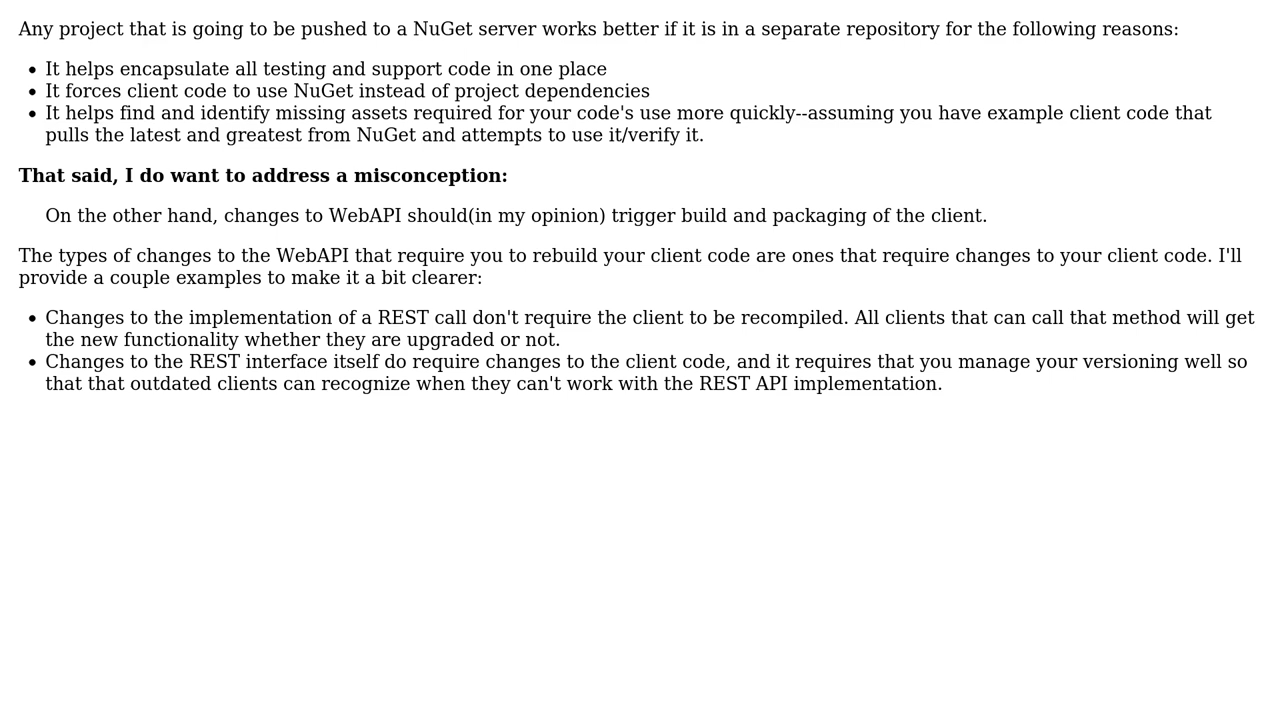 Any project that is going to be pushed to a NuGet server works better if it is in a separate repository for the following reasons:
• It helps encapsulate all testing and support code in one place
• It forces client code to use NuGet instead of project dependencies
• It helps find and identify missing assets required for your code's use more quickly--assuming you have example client code that
pulls the latest and greatest from NuGet and attempts to use it/verify it.
That said, I do want to address a misconception:
On the other hand, changes to WebAPI should(in my opinion) trigger build and packaging of the client.
The types of changes to the WebAPI that require you to rebuild your client code are ones that require changes to your client code. I'll
provide a couple examples to make it a bit clearer:
• Changes to the implementation of a REST call don't require the client to be recompiled. All clients that can call that method will get
the new functionality whether they are upgraded or not.
• Changes to the REST interface itself do require changes to the client code, and it requires that you manage your versioning well so
that that outdated clients can recognize when they can't work with the REST API implementation.